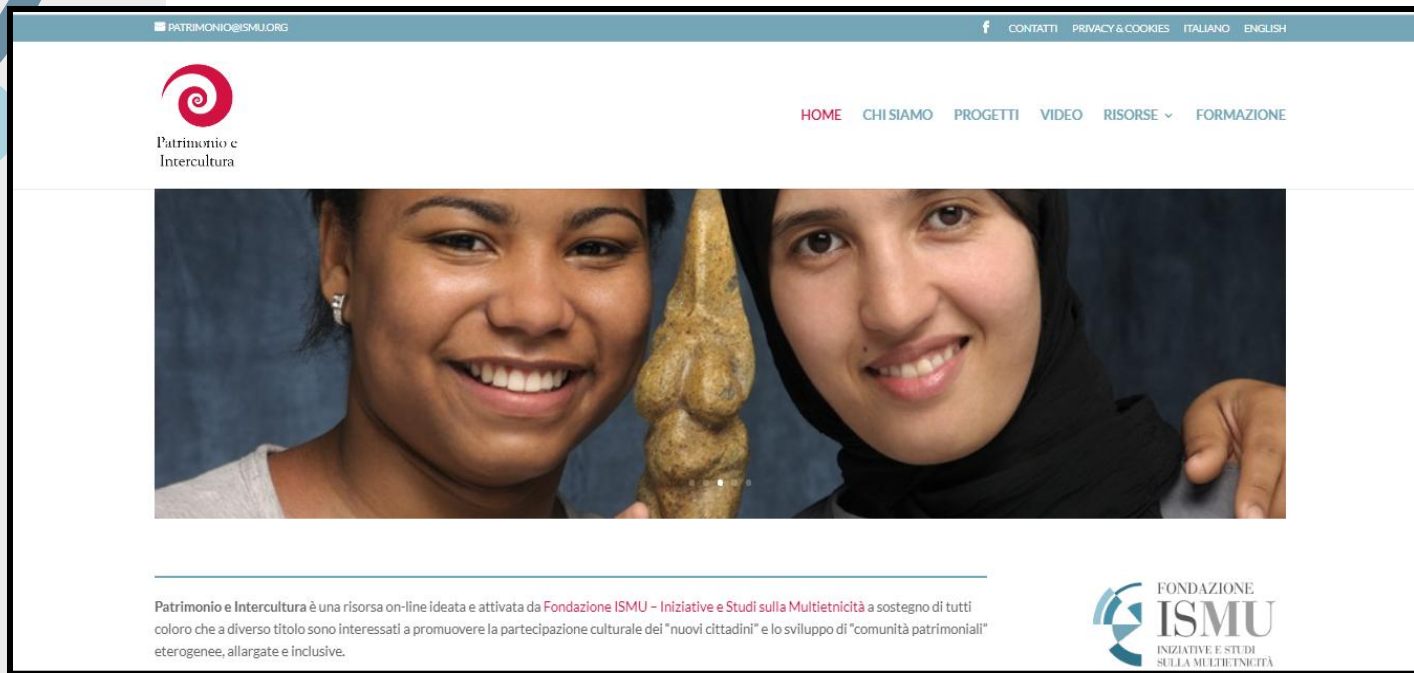 PATRIMONIO@ISMU.ORG
CONTATTI PRIVACY & COOKIES ITALIANO ENGLISH
Patrimonio e
Intercultura
HOME CHI SIAMO PROGETTI VIDEO RISORSE FORMAZIONE
Patrimonio e Intercultura è una risorsa on-line ideata e attivata da Fondazione ISMU – Iniziative e Studi sulla Multietnicità a sostegno di tutti
coloro che a diverso titolo sono interessati a promuovere la partecipazione culturale dei "nuovi cittadini" e lo sviluppo di "comunità patrimoniali"
eterogenee, allargate e inclusive.
FONDAZIONE
ISMU
INIZIATIVE E STUDI
SULLA MULTIETNICITÀ